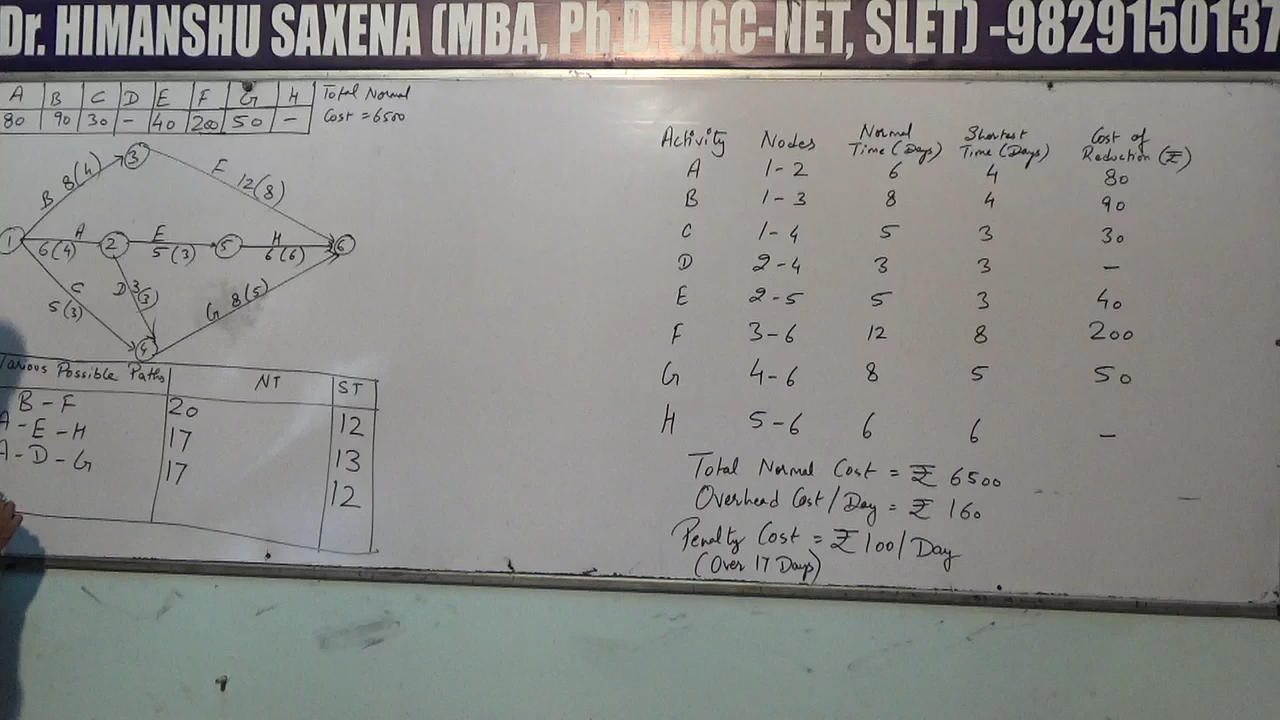 Dr. HIMANSHU SAXENA (MBA, Ph.D. UGC-NET, SLET) -9829150137
A B C D E F G H
80 90 30 - 40 200 50 -
Total Normal
Cost = 6500
3
B 8(4)
F 12(8)
1
A
6(4)
2
E
5(3)
5
H
6(6)
6
C
5(3)
D 3(3)
G 8(5)
4
Various Possible Paths NT ST
B-F 20 12
A-E-H 17 13
A-D-G 17 12
Activity Nodes Normal Time (Days) Shortest Time (Days) Cost of Reduction (₹)
A 1-2 6 4 80
B 1-3 8 4 90
C 1-4 5 3 30
D 2-4 3 3 -
E 2-5 5 3 40
F 3-6 12 8 200
G 4-6 8 5 50
H 5-6 6 6 -
Total Normal Cost = ₹ 6500
Overhead Cost/Day = ₹ 160
Penalty Cost = ₹ 100/Day
(Over 17 Days)